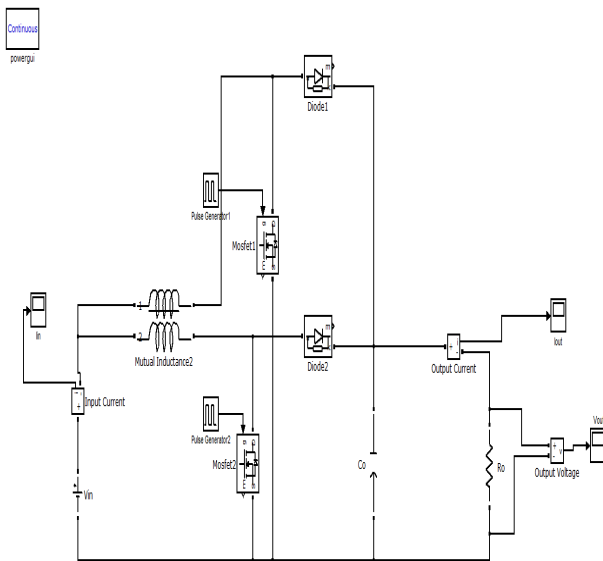 Continuous
powergui
Diode1
Pulse Generator1
Mosfet1
Iin
Mutual Inductance2
Diode2
Iout
Output Current
Input Current
Pulse Generator2
Mosfet2
Co
Ro
Vou
Output Voltage
Vin